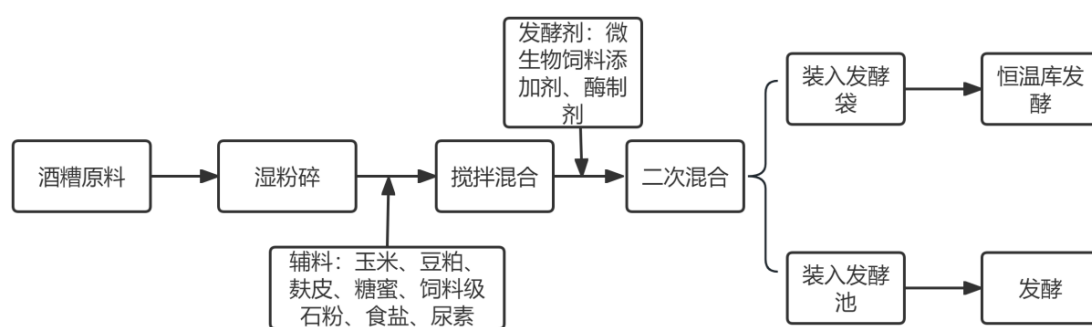 发酵剂：微
生物饲料添
加剂、酶制
剂
装入发酵
袋
恒温库发
酵
酒糟原料
湿粉碎
搅拌混合
二次混合
辅料：玉米、豆粕、
麸皮、糖蜜、饲料级
石粉、食盐、尿素
装入发酵
池
发酵